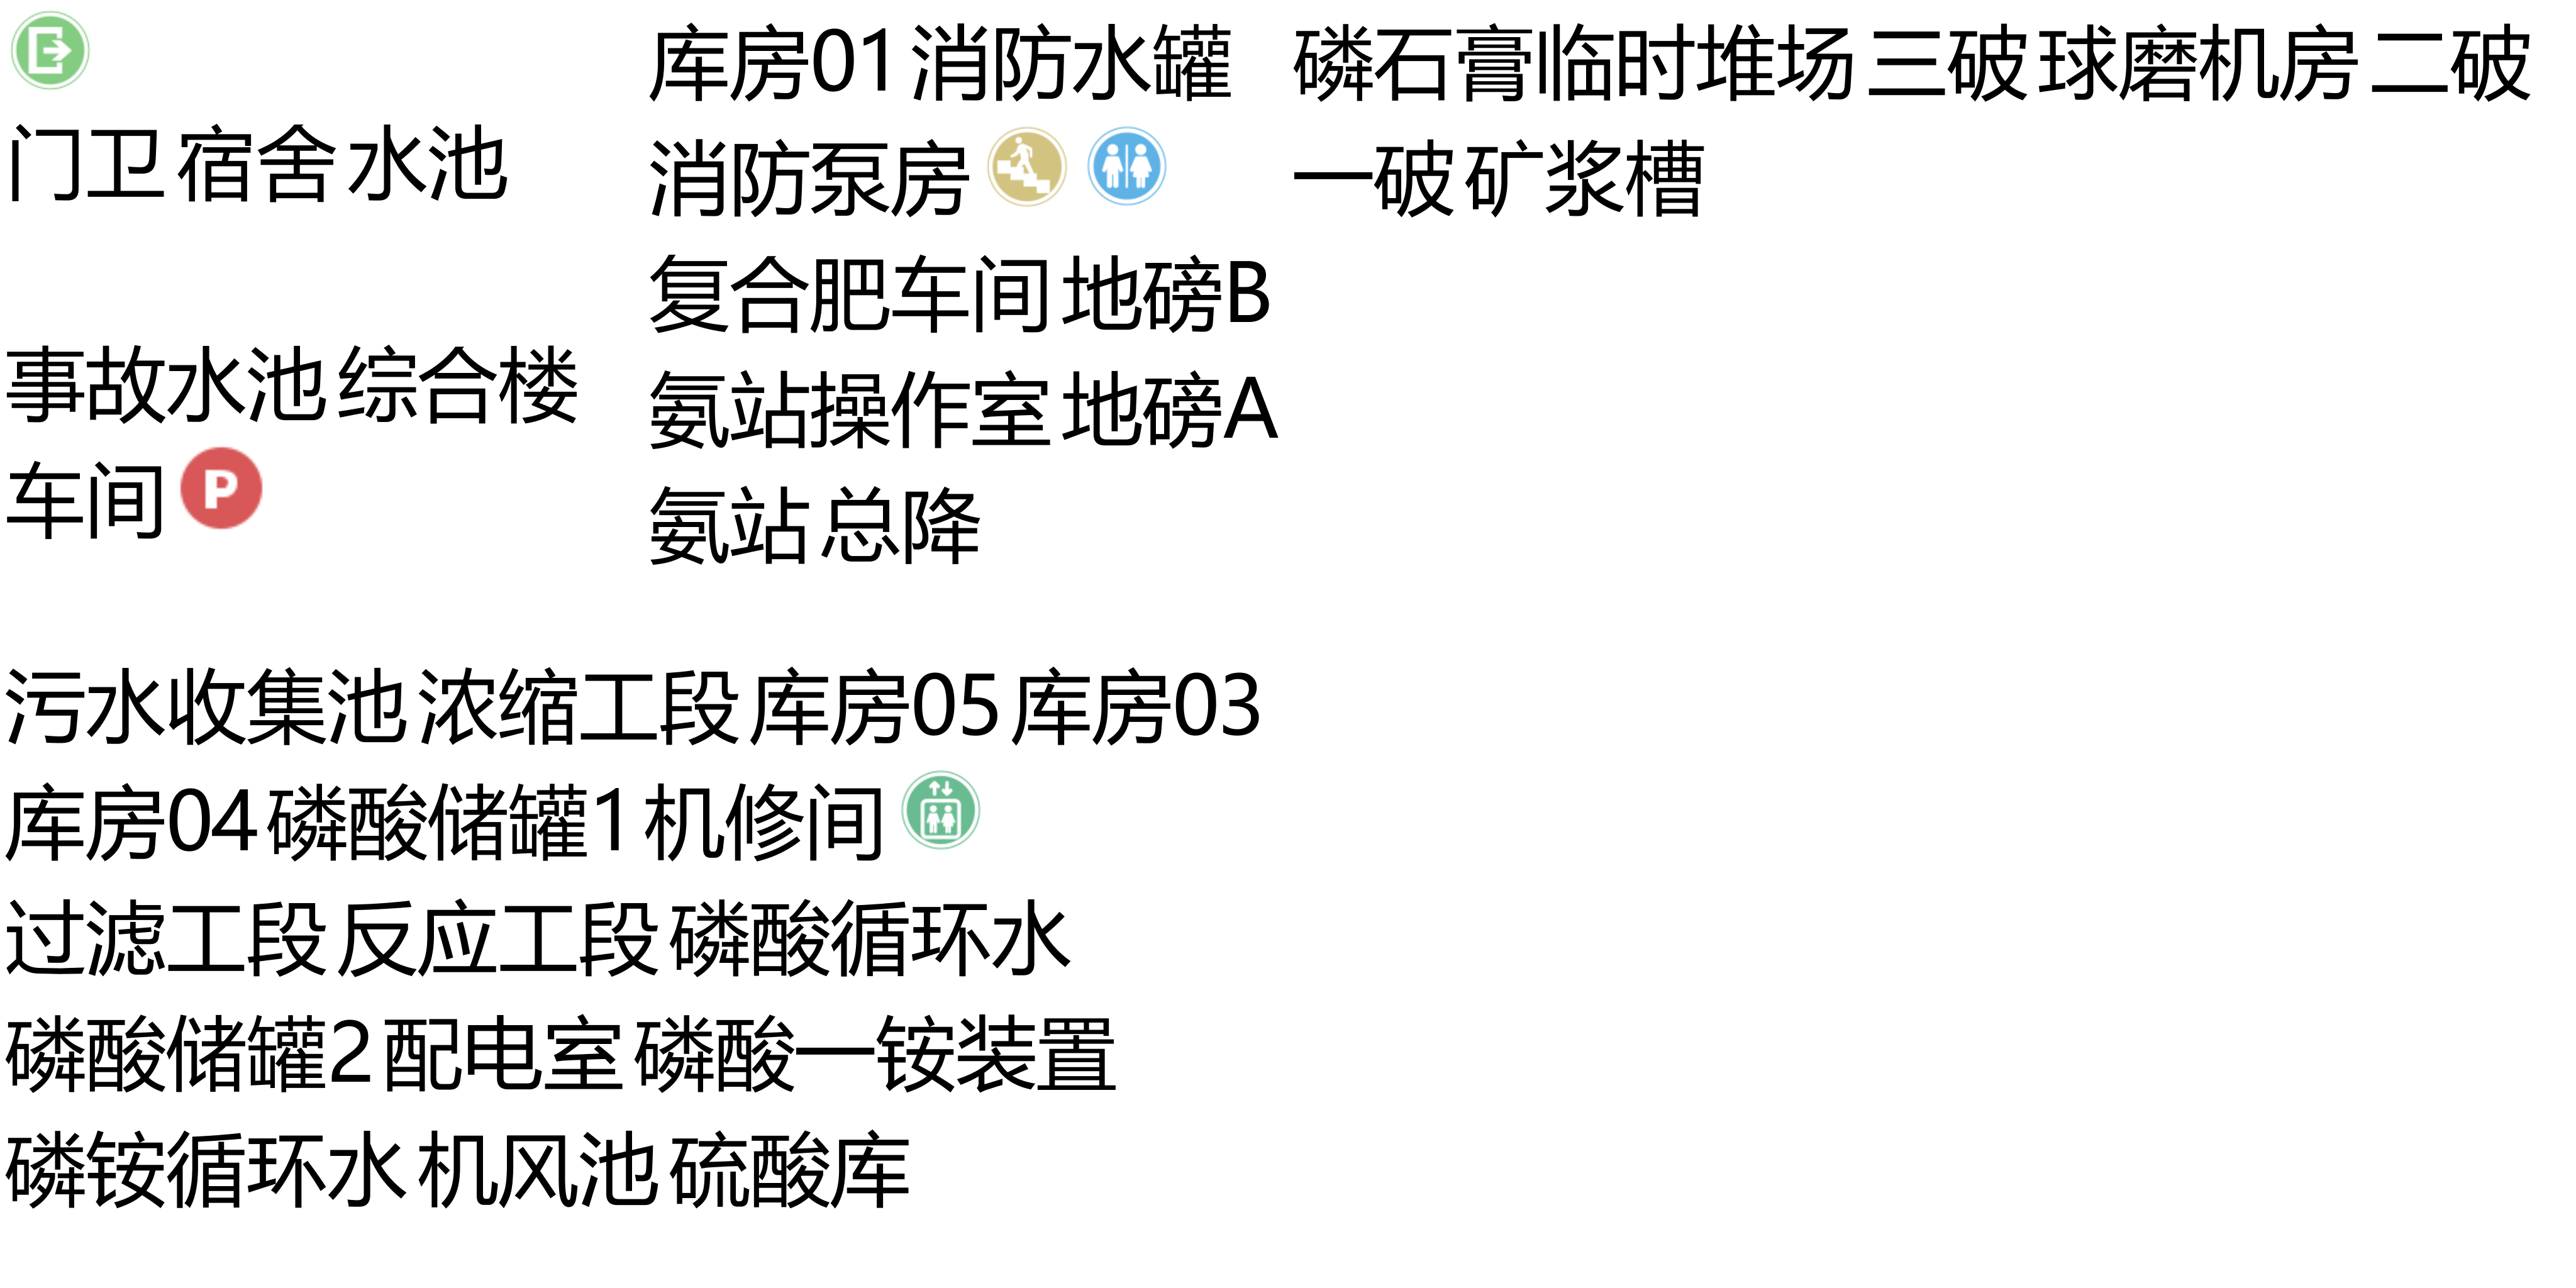 门卫 宿舍 水池
事故水池 综合楼
车间 P
库房01 消防水罐
消防泵房
复合肥车间 地磅B
氨站操作室 地磅A
氨站 总降
磷石膏临时堆场 三破 球磨机房 二破
一破 矿浆槽
污水收集池 浓缩工段 库房05 库房03
库房04 磷酸储罐1 机修间
过滤工段 反应工段 磷酸循环水
磷酸储罐2 配电室 磷酸一铵装置
磷铵循环水 机风池 硫酸库